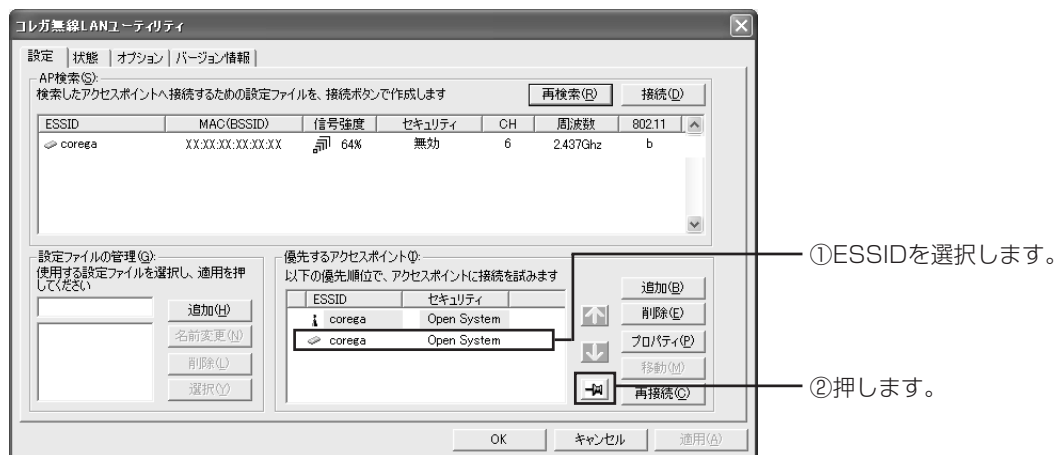 コレガ無線LANユーティリティ
設定 状態 オプション バージョン情報
AP検索(S):
検索したアクセスポイントへ接続するための設定ファイルを、接続ボタンで作成します 再検索(R) 接続(D)
ESSID MAC(BSSID) 信号強度 セキュリティ CH 周波数 802.11
corega XX:XX:XX:XX:XX:XX 64% 無効 6 2.437Ghz b
設定ファイルの管理(G):
使用する設定ファイルを選択し、適用を押
してください
追加(H)
名前変更(N)
削除(L)
選択(Y)
優先するアクセスポイント(I):
以下の優先順位で、アクセスポイントに接続を試みます
ESSID セキュリティ
corega Open System
corega Open System
追加(B)
削除(E)
プロパティ(P)
移動(M)
再接続(C)
OK キャンセル 適用(A)
①ESSIDを選択します。
②押します。